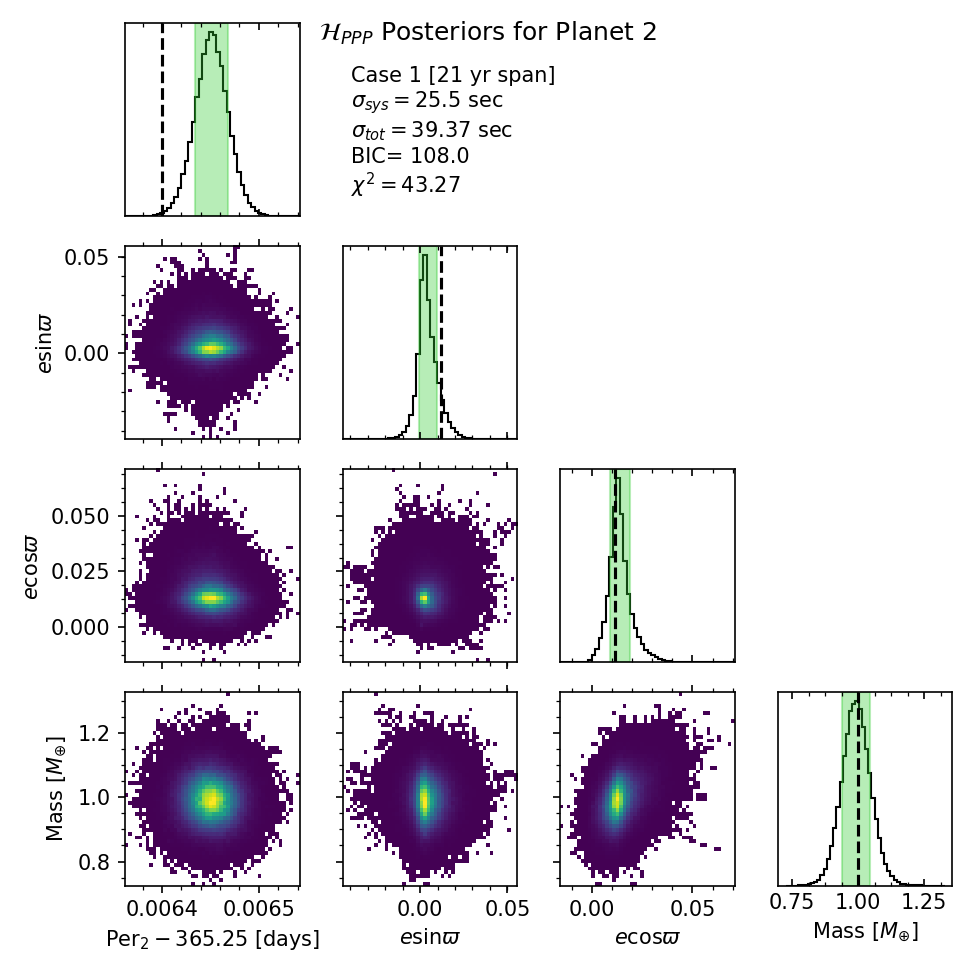 𝓗_PPP Posteriors for Planet 2
Case 1 [21 yr span]
σ_sys = 25.5 sec
σ_tot = 39.37 sec
BIC= 108.0
χ² = 43.27
0.05
0.00
esinϖ
0.050
0.025
0.000
ecosϖ
1.2
1.0
0.8
Mass [M⊕]
0.0064 0.0065
Per₂ − 365.25 [days]
0.00 0.05
esinϖ
0.00 0.05
ecosϖ
0.75 1.00 1.25
Mass [M⊕]